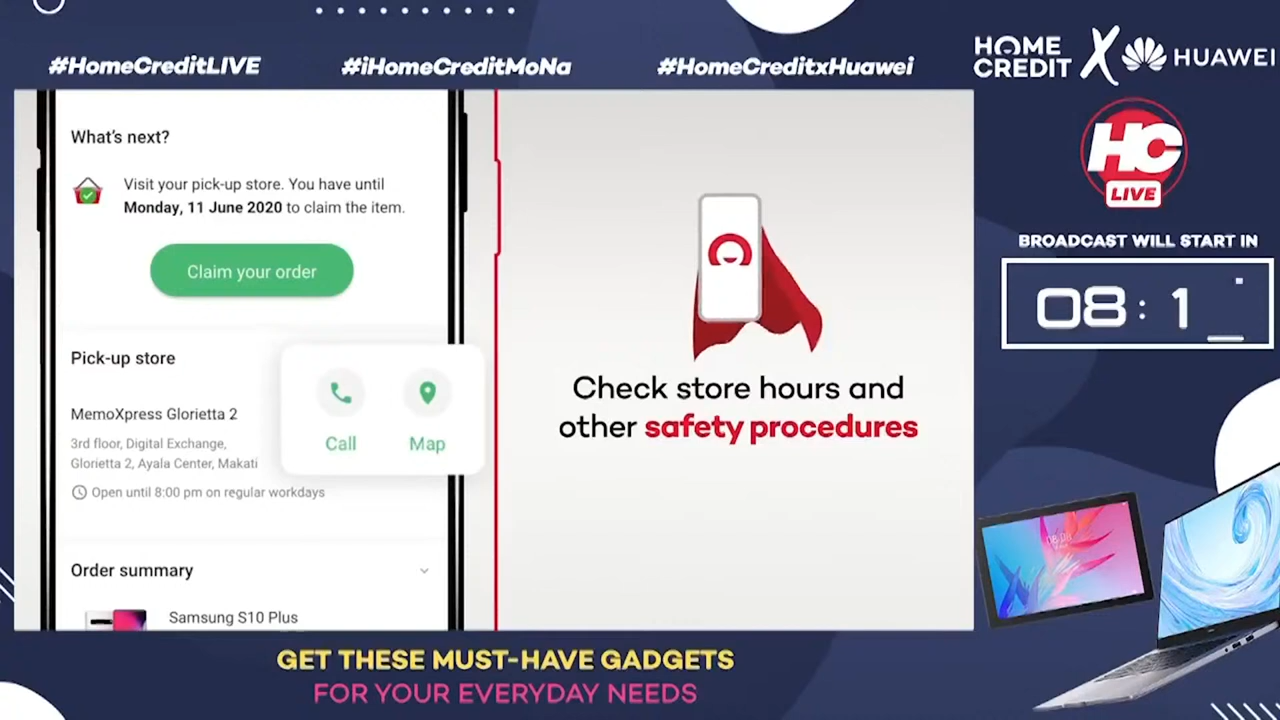 #HomeCreditLIVE
#iHomeCreditMoNa
#HomeCreditxHuawei
HOME
CREDIT
X
HUAWEI
What's next?
Visit your pick-up store. You have until
Monday, 11 June 2020 to claim the item.
Claim your order
Pick-up store
MemoXpress Glorietta 2
3rd floor, Digital Exchange,
Glorietta 2, Ayala Center, Makati
Open until 8:00 pm on regular workdays
Call
Map
Order summary
Samsung S10 Plus
Check store hours and
other safety procedures
HC
LIVE
BROADCAST WILL START IN
08: 1
GET THESE MUST-HAVE GADGETS
FOR YOUR EVERYDAY NEEDS